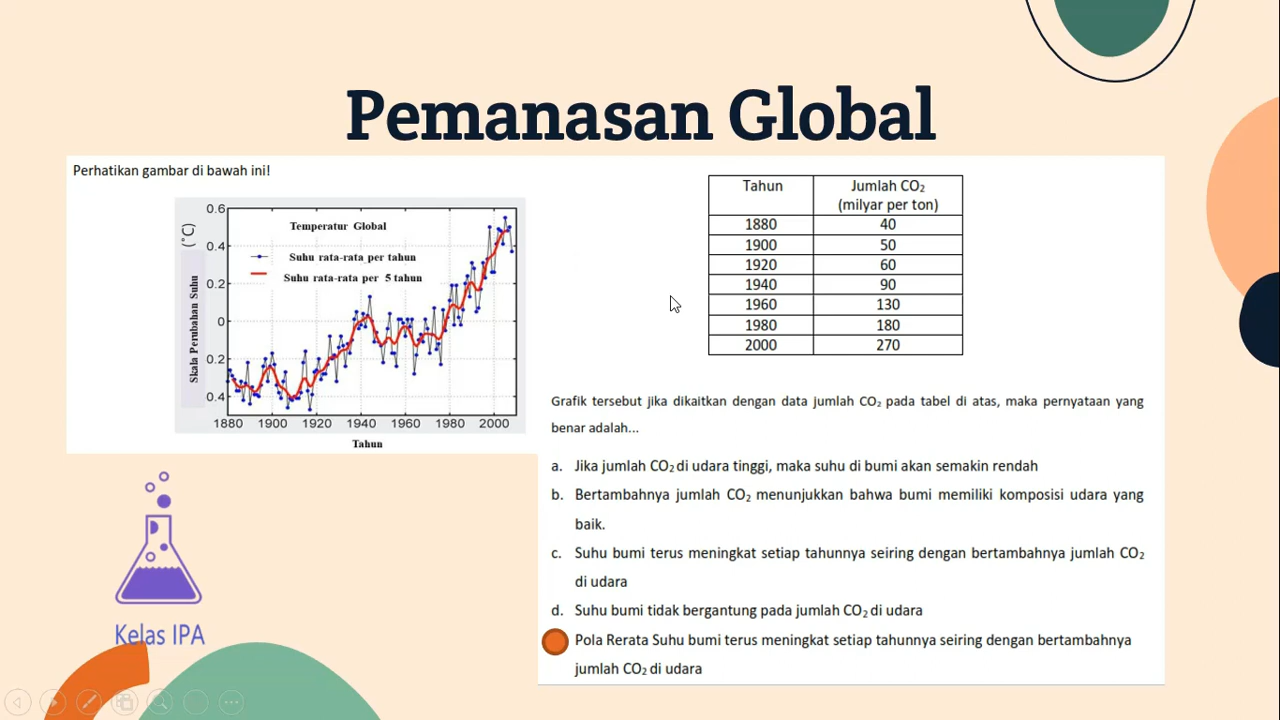 Pemanasan Global
Perhatikan gambar di bawah ini!
0.6
0.4
0.2
0
0.2
0.4
(°C)
Skala Perubahan Suhu
Temperatur Global
Suhu rata-rata per tahun
Suhu rata-rata per 5 tahun
1880 1900 1920 1940 1960 1980 2000
Tahun
Tahun Jumlah CO₂
(milyar per ton)
1880 40
1900 50
1920 60
1940 90
1960 130
1980 180
2000 270
Grafik tersebut jika dikaitkan dengan data jumlah CO₂ pada tabel di atas, maka pernyataan yang
benar adalah...
a. Jika jumlah CO₂ di udara tinggi, maka suhu di bumi akan semakin rendah
b. Bertambahnya jumlah CO₂ menunjukkan bahwa bumi memiliki komposisi udara yang
baik.
c. Suhu bumi terus meningkat setiap tahunnya seiring dengan bertambahnya jumlah CO₂
di udara
d. Suhu bumi tidak bergantung pada jumlah CO₂ di udara
Pola Rerata Suhu bumi terus meningkat setiap tahunnya seiring dengan bertambahnya
jumlah CO₂ di udara
Kelas IPA